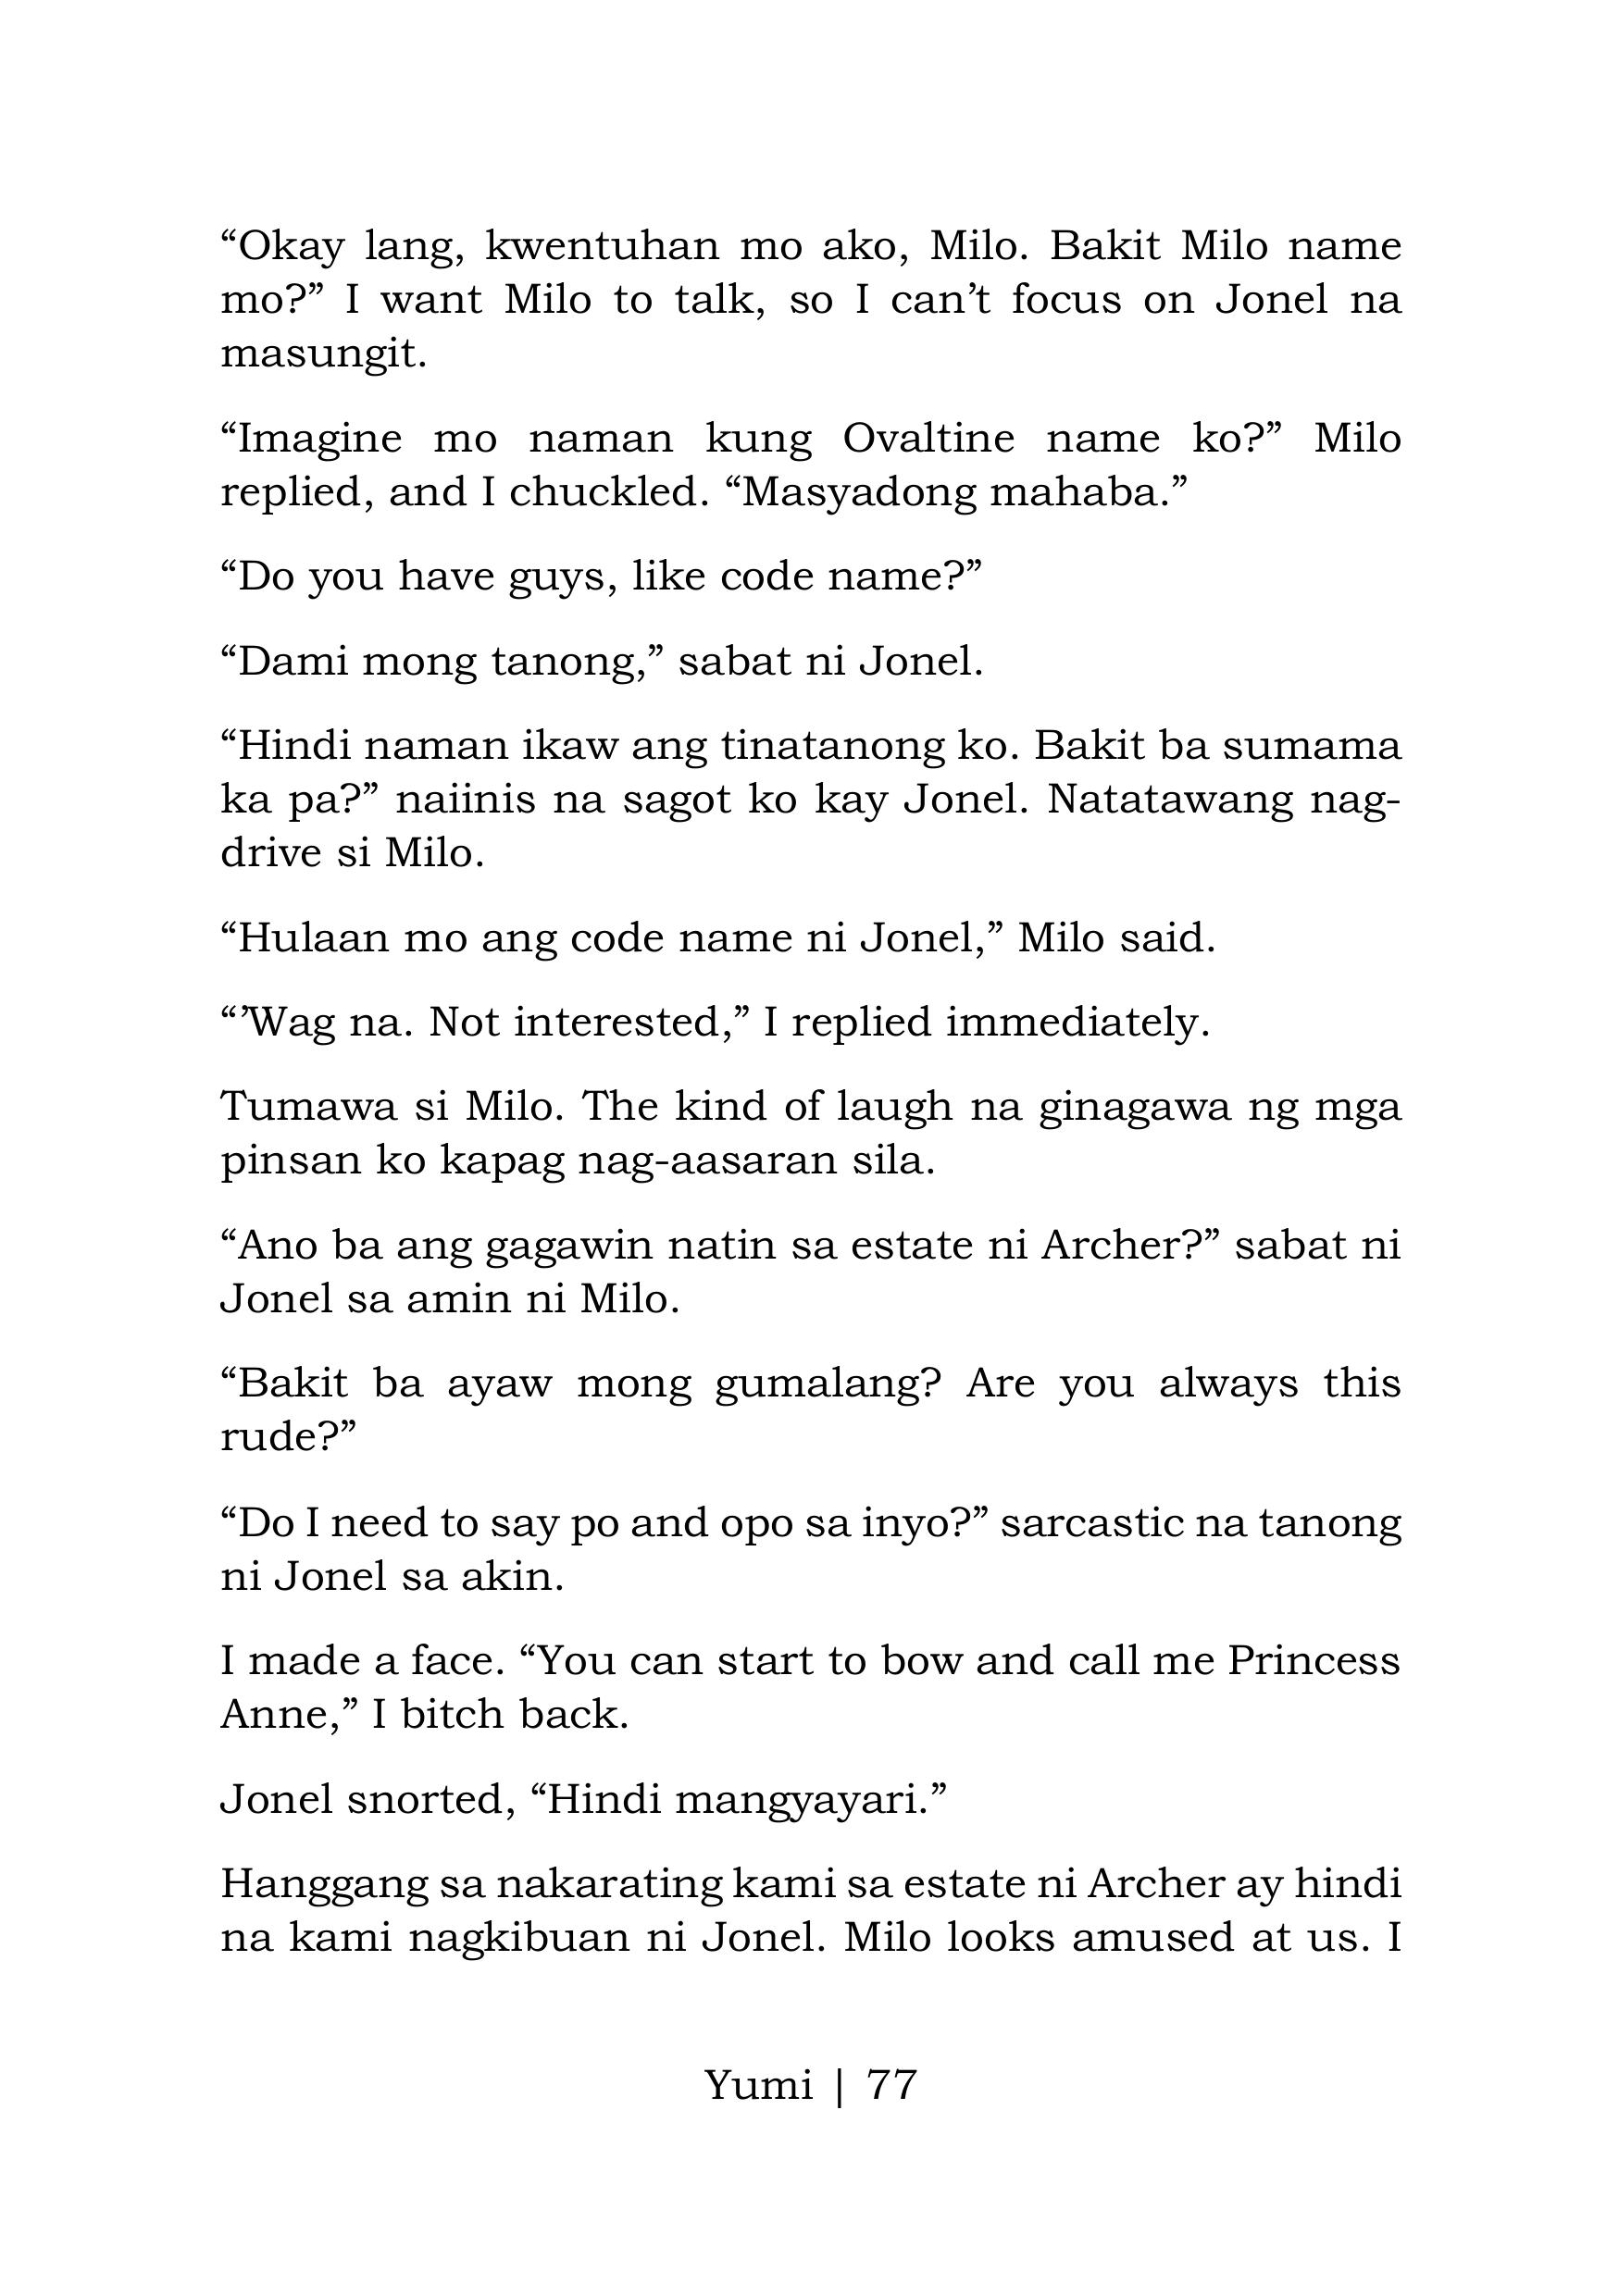 “Okay lang, kwentuhan mo ako, Milo. Bakit Milo name
mo?” I want Milo to talk, so I can’t focus on Jonel na
masungit.
“Imagine mo naman kung Ovaltine name ko?” Milo
replied, and I chuckled. “Masyadong mahaba.”
“Do you have guys, like code name?”
“Dami mong tanong,” sabat ni Jonel.
“Hindi naman ikaw ang tinatanong ko. Bakit ba sumama
ka pa?” naiinis na sagot ko kay Jonel. Natatawang nag-
drive si Milo.
“Hulaan mo ang code name ni Jonel,” Milo said.
“’Wag na. Not interested,” I replied immediately.
Tumawa si Milo. The kind of laugh na ginagawa ng mga
pinsan ko kapag nag-aasaran sila.
“Ano ba ang gagawin natin sa estate ni Archer?” sabat ni
Jonel sa amin ni Milo.
“Bakit ba ayaw mong gumalang? Are you always this
rude?”
“Do I need to say po and opo sa inyo?” sarcastic na tanong
ni Jonel sa akin.
I made a face. “You can start to bow and call me Princess
Anne,” I bitch back.
Jonel snorted, “Hindi mangyayari.”
Hanggang sa nakarating kami sa estate ni Archer ay hindi
na kami nagkibuan ni Jonel. Milo looks amused at us. I
Yumi | 77